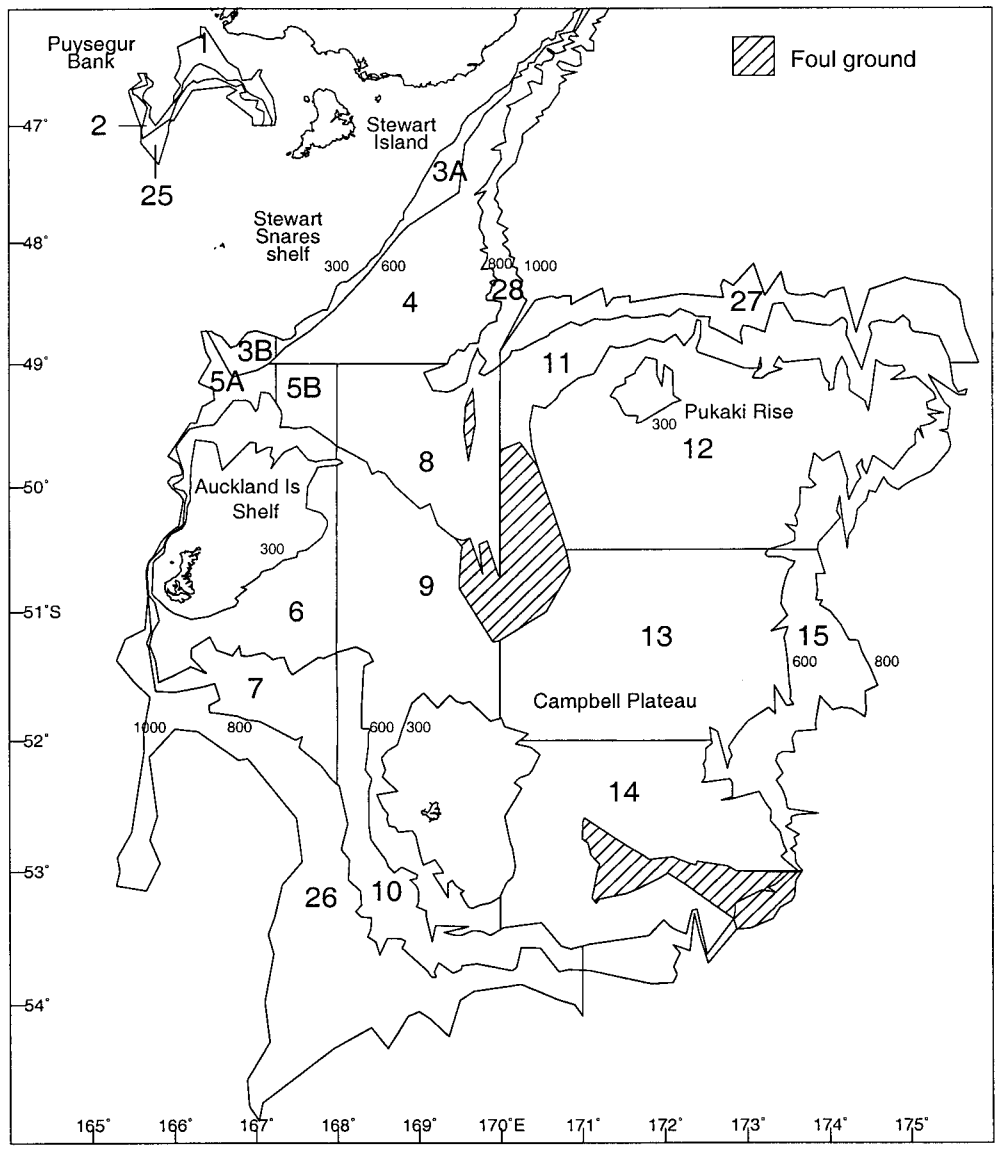 Puysegur
Bank
1
Foul ground
2
47°
Stewart
Island
3A
25
Stewart
Snares
shelf
48°
300
600
800
1000
28
4
27
3B
49°
5A
5B
11
Pukaki Rise
300
12
8
50°
Auckland Is
Shelf
300
9
51°S
6
13
15
600
800
7
Campbell Plateau
1000
800
600
300
52°
14
53°
26
10
54°
165°
166°
167°
168°
169°
170°E
171°
172°
173°
174°
175°